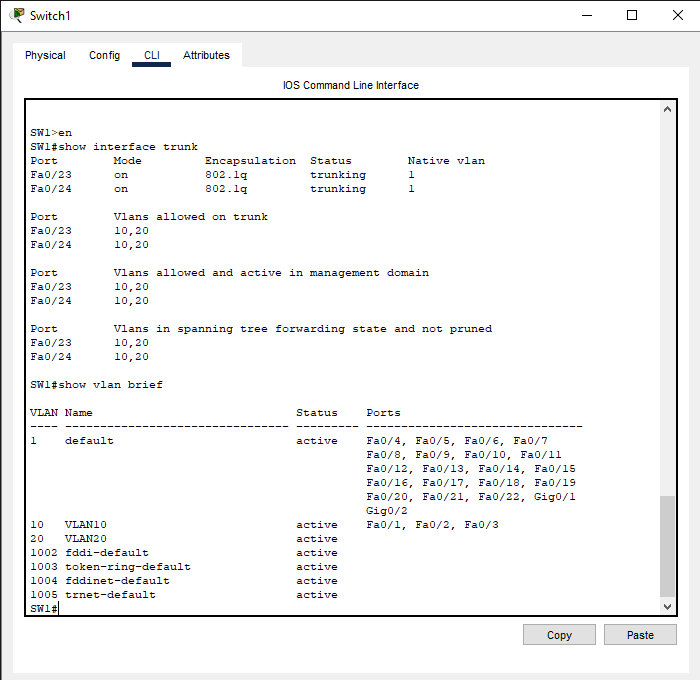 Switch1
Physical Config CLI Attributes
IOS Command Line Interface
SW1>en
SW1#show interface trunk
Port        Mode         Encapsulation  Status        Native vlan
Fa0/23      on           802.1q         trunking      1
Fa0/24      on           802.1q         trunking      1
Port        Vlans allowed on trunk
Fa0/23      10,20
Fa0/24      10,20
Port        Vlans allowed and active in management domain
Fa0/23      10,20
Fa0/24      10,20
Port        Vlans in spanning tree forwarding state and not pruned
Fa0/23      10,20
Fa0/24      10,20
SW1#show vlan brief
VLAN Name                             Status    Ports
---- -------------------------------- --------- -------------------------------
1    default                          active    Fa0/4, Fa0/5, Fa0/6, Fa0/7
                                                Fa0/8, Fa0/9, Fa0/10, Fa0/11
                                                Fa0/12, Fa0/13, Fa0/14, Fa0/15
                                                Fa0/16, Fa0/17, Fa0/18, Fa0/19
                                                Fa0/20, Fa0/21, Fa0/22, Gig0/1
                                                Gig0/2
10   VLAN10                           active    Fa0/1, Fa0/2, Fa0/3
20   VLAN20                           active
1002 fddi-default                     active
1003 token-ring-default               active
1004 fddinet-default                  active
1005 trnet-default                    active
SW1#
Copy Paste